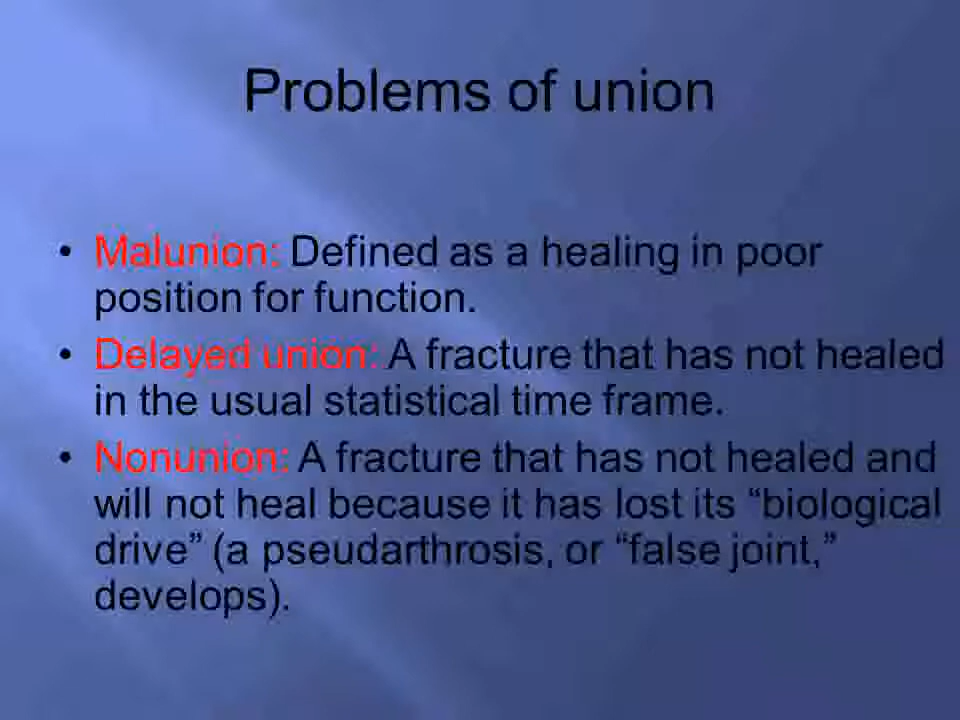 Problems of union
• Malunion: Defined as a healing in poor
position for function.
• Delayed union: A fracture that has not healed
in the usual statistical time frame.
• Nonunion: A fracture that has not healed and
will not heal because it has lost its “biological
drive” (a pseudarthrosis, or “false joint,”
develops).